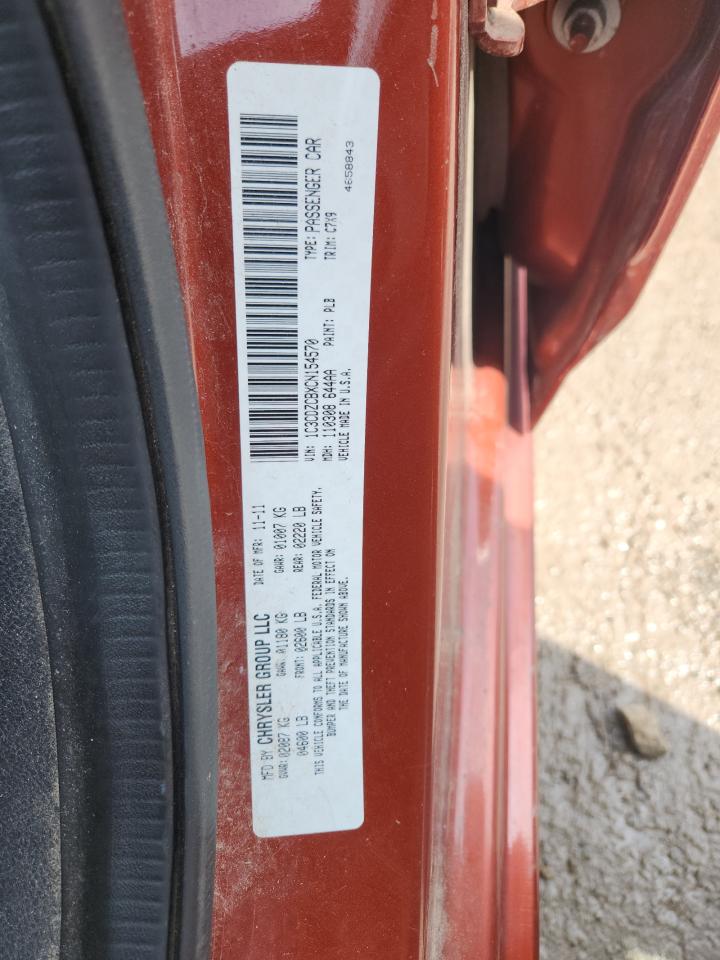 MFD BY CHRYSLER GROUP LLC DATE OF MFR: 11-11
GVWR: 02087 KG GAWR: 01180 KG GAWR: 01007 KG
04600 LB FRONT: 02600 LB REAR: 02220 LB
THIS VEHICLE CONFORMS TO ALL APPLICABLE U.S.A. FEDERAL MOTOR VEHICLE SAFETY,
BUMPER AND THEFT PREVENTION STANDARDS IN EFFECT ON
THE DATE OF MANUFACTURE SHOWN ABOVE.
VIN: 1C3CDZCBXCN154570 TYPE: PASSENGER CAR
MDH: 110308 644AA PAINT: PLB TRIM: C7X9
VEHICLE MADE IN U.S.A.
4658843